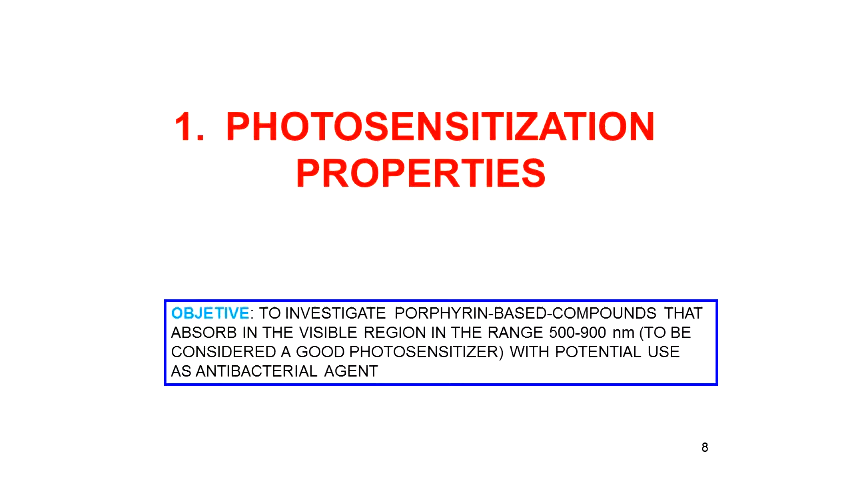 1. PHOTOSENSITIZATION
PROPERTIES
OBJETIVE: TO INVESTIGATE PORPHYRIN-BASED-COMPOUNDS THAT
ABSORB IN THE VISIBLE REGION IN THE RANGE 500-900 nm (TO BE
CONSIDERED A GOOD PHOTOSENSITIZER) WITH POTENTIAL USE
AS ANTIBACTERIAL AGENT
8